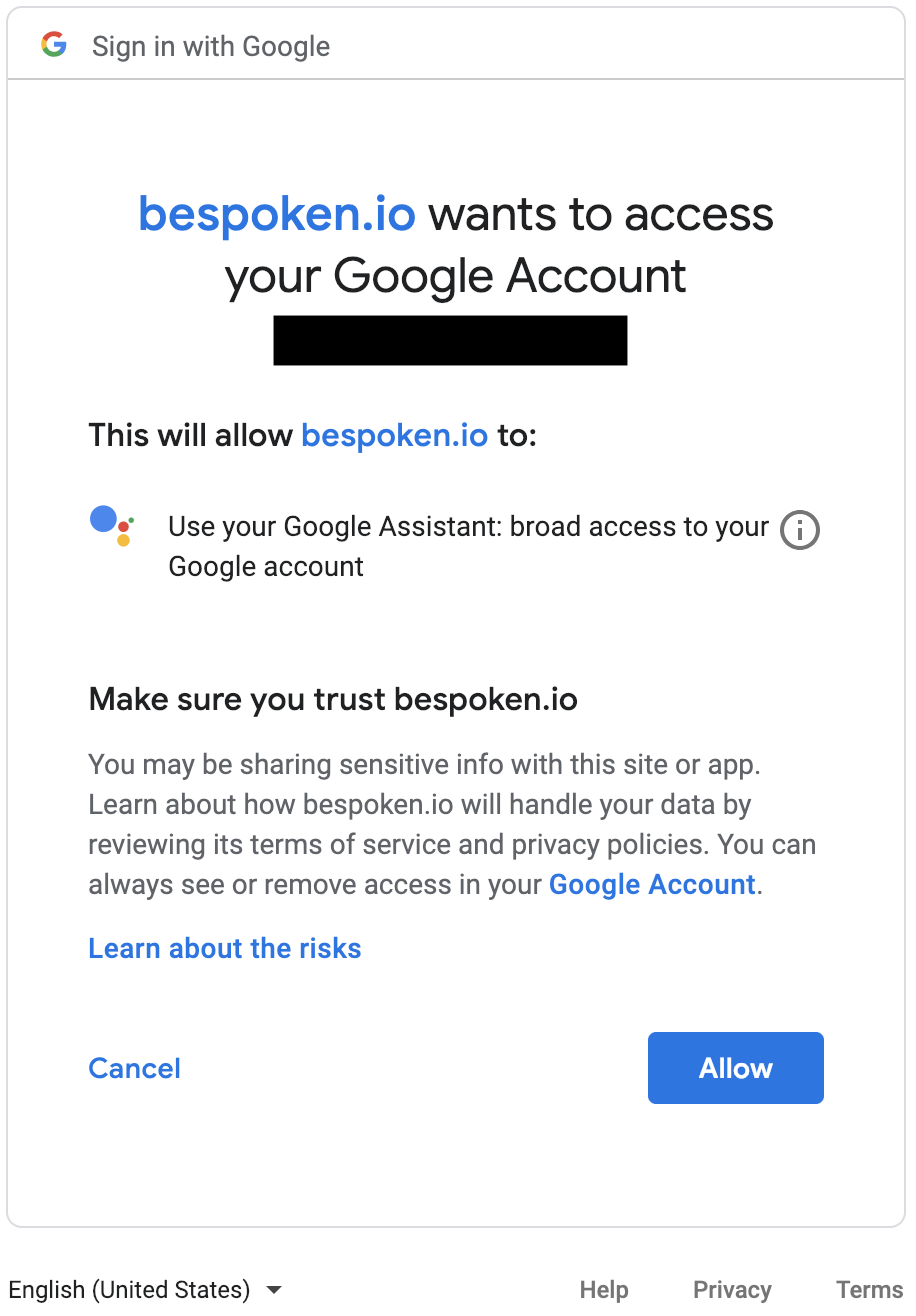 Sign in with Google
bespoken.io wants to access
your Google Account
This will allow bespoken.io to:
Use your Google Assistant: broad access to your
Google account
Make sure you trust bespoken.io
You may be sharing sensitive info with this site or app.
Learn about how bespoken.io will handle your data by
reviewing its terms of service and privacy policies. You can
always see or remove access in your Google Account.
Learn about the risks
Cancel
Allow
English (United States)
Help
Privacy
Terms